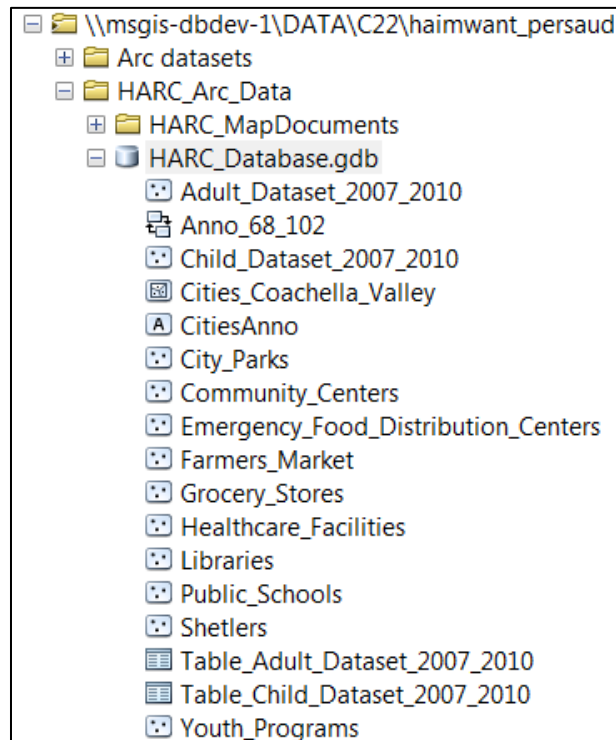 \\msgis-dbdev-1\DATA\C22\haimwant_persaud
Arc datasets
HARC_Arc_Data
HARC_MapDocuments
HARC_Database.gdb
Adult_Dataset_2007_2010
Anno_68_102
Child_Dataset_2007_2010
Cities_Coachella_Valley
A CitiesAnno
City_Parks
Community_Centers
Emergency_Food_Distribution_Centers
Farmers_Market
Grocery_Stores
Healthcare_Facilities
Libraries
Public_Schools
Shetlers
Table_Adult_Dataset_2007_2010
Table_Child_Dataset_2007_2010
Youth_Programs